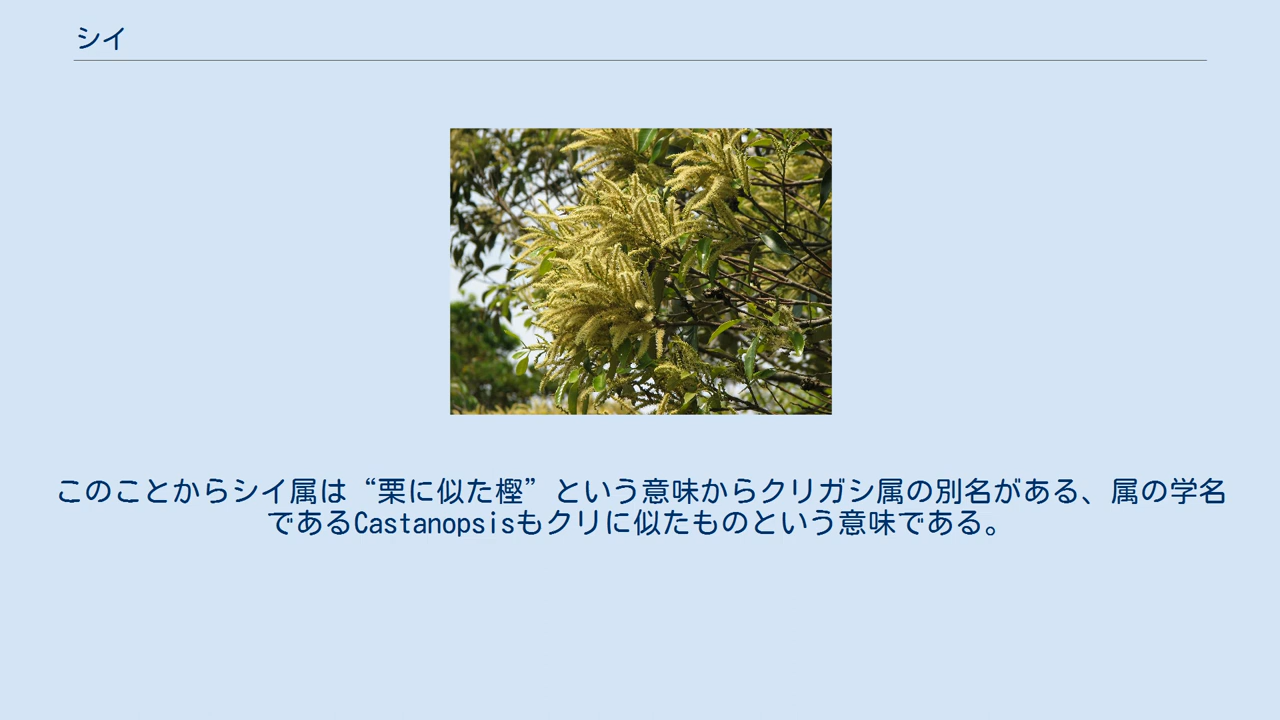 シイ
このことからシイ属は“栗に似た樫”という意味からクリガシ属の別名がある、属の学名
であるCastanopsisもクリに似たものという意味である。